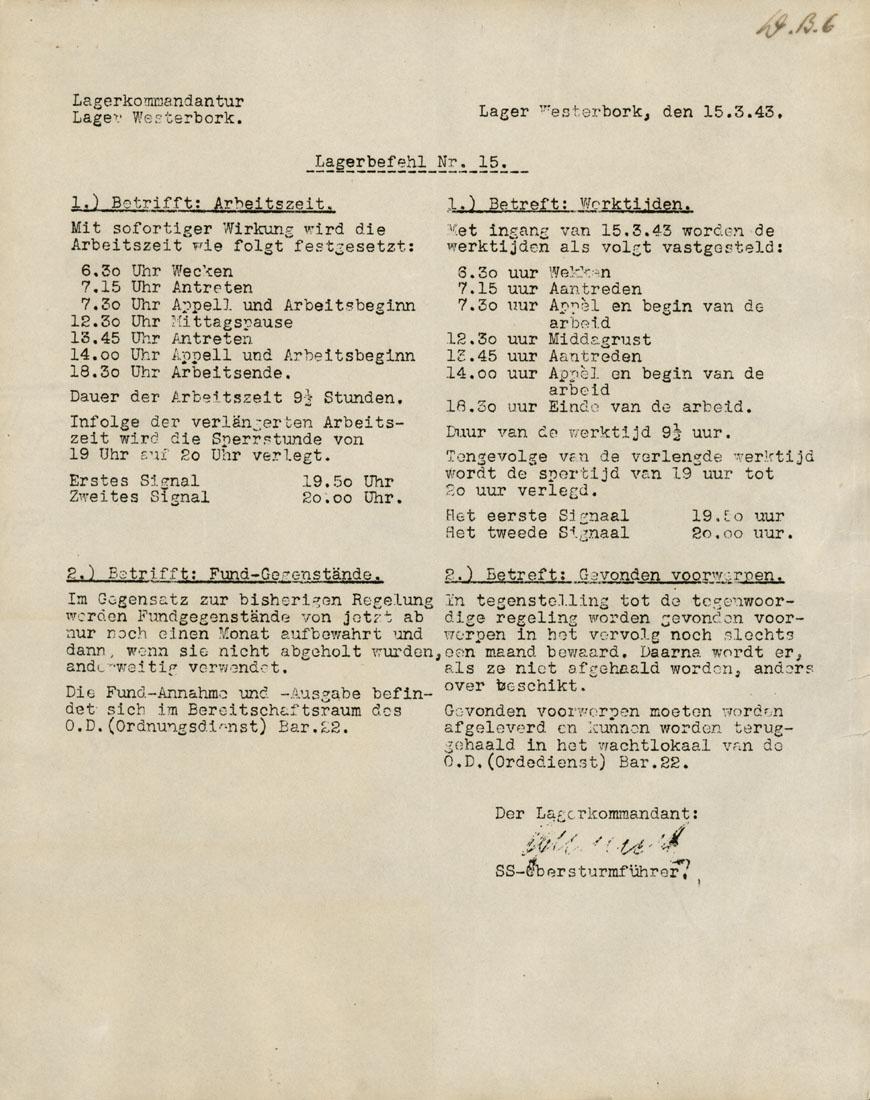 D.B.6
Lagerkommandantur
Lager Westerbork.
Lager Westerbork, den 15.3.43.
Lagerbefehl Nr. 15.
1.) Betrifft: Arbeitszeit.
Mit sofortiger Wirkung wird die
Arbeitszeit wie folgt festgesetzt:
6.30 Uhr Wecken
7.15 Uhr Antreten
7.30 Uhr Appell und Arbeitsbeginn
12.30 Uhr Mittagspause
13.45 Uhr Antreten
14.00 Uhr Appell und Arbeitsbeginn
18.30 Uhr Arbeitsende.
Dauer der Arbeitszeit 9½ Stunden.
Infolge der verlängerten Arbeits-
zeit wird die Sperrstunde von
19 Uhr auf 20 Uhr verlegt.
Erstes Signal 19.50 Uhr
Zweites Signal 20.00 Uhr.
2.) Betrifft: Fund-Gegenstände.
Im Gegensatz zur bisherigen Regelung
werden Fundgegenstände von jetzt ab
nur noch einen Monat aufbewahrt und
dann, wenn sie nicht abgeholt wurden,
anderweitig verwendet.
Die Fund-Annahme und -Ausgabe befin-
det sich im Bereitschaftsraum des
O.D.(Ordnungsdienst) Bar.22.
1.) Betreft: Werktijden.
Met ingang van 15.3.43 worden de
werktijden als volgt vastgesteld:
6.30 uur Wekken
7.15 uur Aantreden
7.30 uur Appèl en begin van de
arbeid
12.30 uur Middagrust
13.45 uur Aantreden
14.00 uur Appèl en begin van de
arbeid
18.30 uur Einde van de arbeid.
Duur van de werktijd 9½ uur.
Tengevolge van de verlengde werktijd
wordt de spertijd van 19 uur tot
20 uur verlegd.
Het eerste Signaal 19.50 uur
Het tweede Signaal 20.00 uur.
2.) Betreft: Gevonden voorwerpen.
In tegenstelling tot de tegenwoor-
dige regeling worden gevonden voor-
werpen in het vervolg noch slechts
een maand bewaard. Daarna wordt er,
als ze niet afgehaald worden, anders
over beschikt.
Gevonden voorwerpen moeten worden
afgeleverd en kunnen worden terug-
gehaald in het wachtlokaal van de
O.D.(Ordedienst) Bar.22.
Der Lagerkommandant:
SS-Obersturmführer.